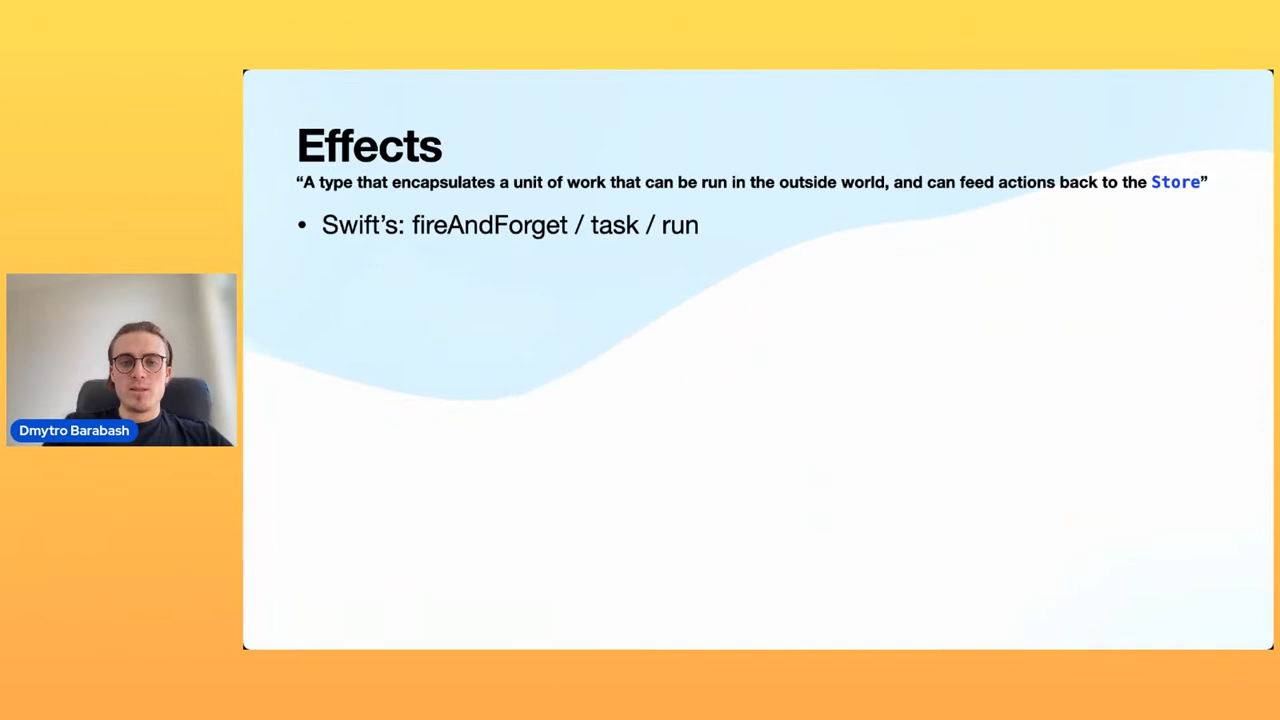 Effects
“A type that encapsulates a unit of work that can be run in the outside world, and can feed actions back to the Store”
• Swift’s: fireAndForget / task / run
Dmytro Barabash